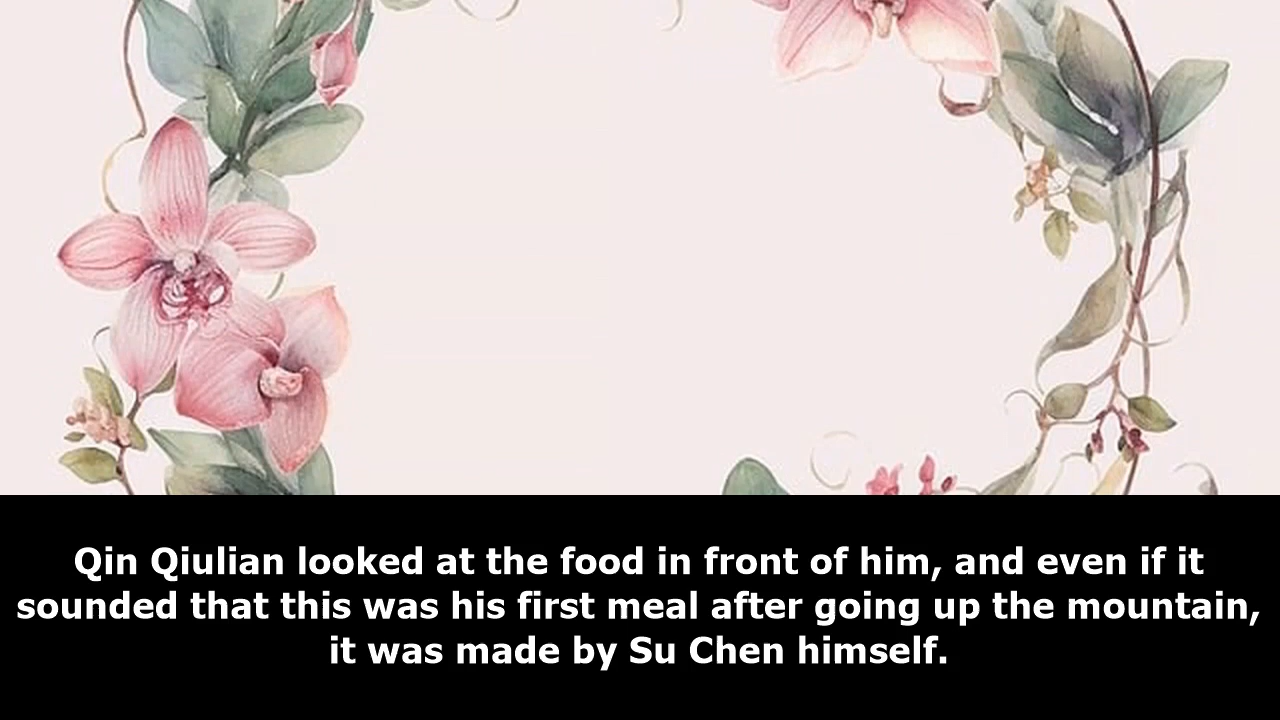 Qin Qiulian looked at the food in front of him, and even if it
sounded that this was his first meal after going up the mountain,
it was made by Su Chen himself.